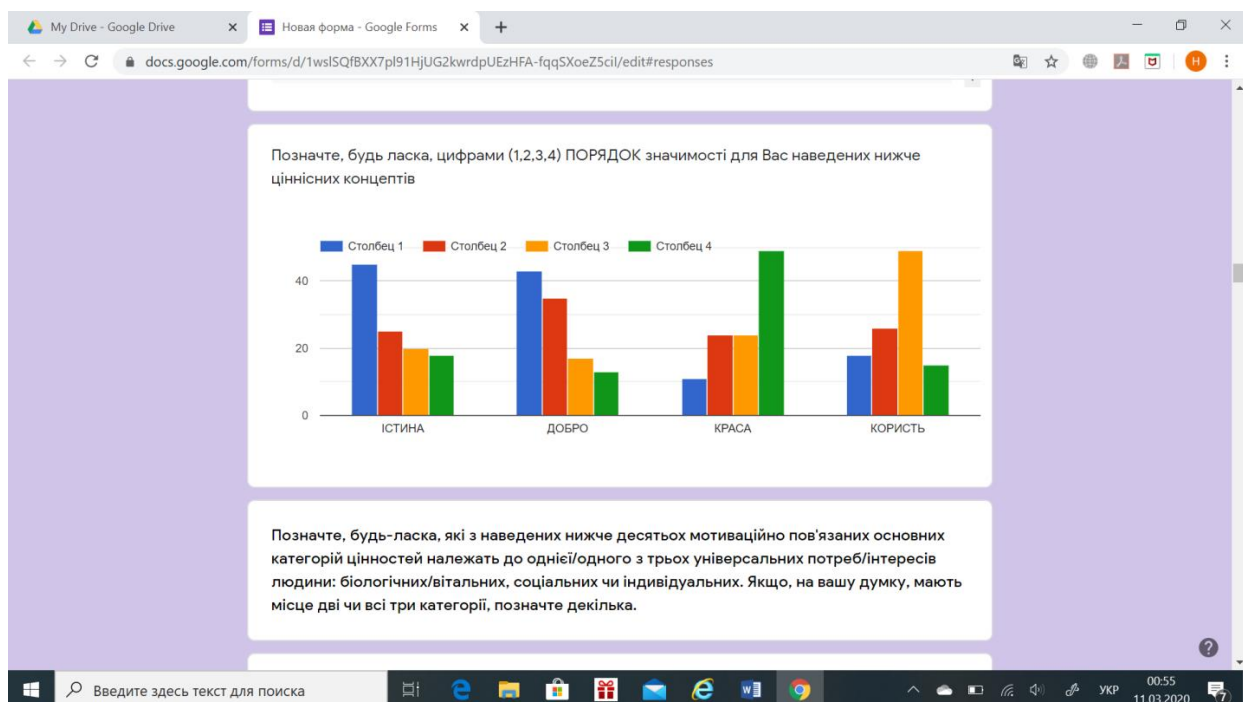 My Drive - Google Drive
Новая форма - Google Forms
docs.google.com/forms/d/1wslSQfBXX7pl91HjUG2kwrdpUEzHFA-fqqSXoeZ5ciI/edit#responses
H
Позначте, будь ласка, цифрами (1,2,3,4) ПОРЯДОК значимості для Вас наведених нижче
ціннісних концептів
Столбец 1 Столбец 2 Столбец 3 Столбец 4
40
20
0
ІСТИНА ДОБРО КРАСА КОРИСТЬ
Позначте, будь-ласка, які з наведених нижче десятьох мотиваційно пов'язаних основних
категорій цінностей належать до однієї/одного з трьох універсальних потреб/інтересів
людини: біологічних/вітальних, соціальних чи індивідуальних. Якщо, на вашу думку, мають
місце дві чи всі три категорії, позначте декілька.
Введите здесь текст для поиска
УКР
00:55
11.03.2020
7